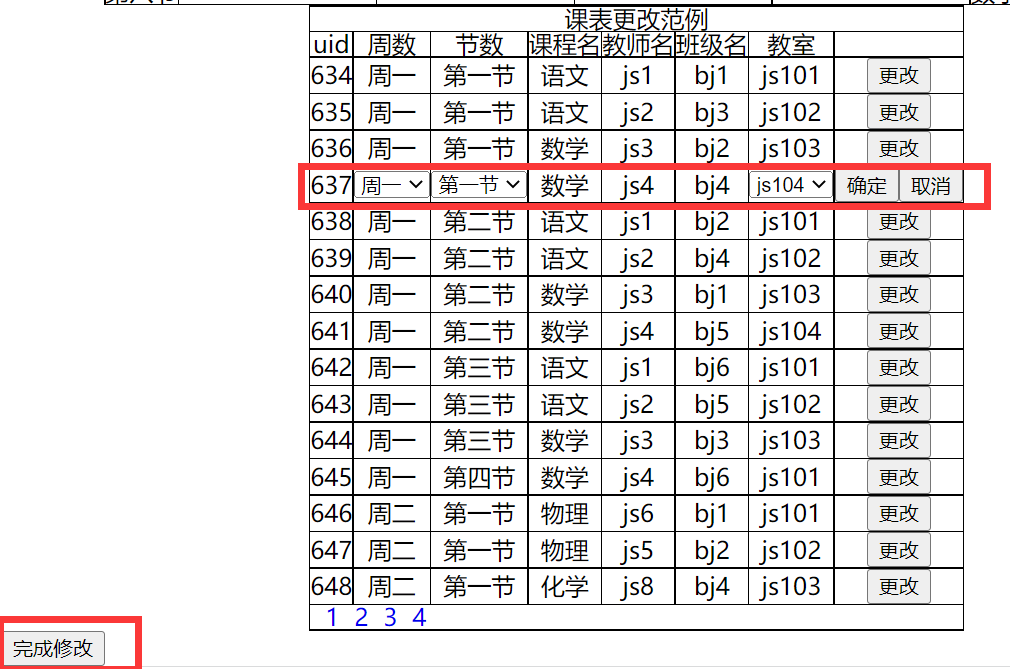 课表更改范例
uid 周数 节数 课程名 教师名 班级名 教室
634 周一 第一节 语文 js1 bj1 js101 更改
635 周一 第一节 语文 js2 bj3 js102 更改
636 周一 第一节 数学 js3 bj2 js103 更改
637 周一 第一节 数学 js4 bj4 js104 确定 取消
638 周一 第二节 语文 js1 bj2 js101 更改
639 周一 第二节 语文 js2 bj4 js102 更改
640 周一 第二节 数学 js3 bj1 js103 更改
641 周一 第二节 数学 js4 bj5 js104 更改
642 周一 第三节 语文 js1 bj6 js101 更改
643 周一 第三节 语文 js2 bj5 js102 更改
644 周一 第三节 数学 js3 bj3 js103 更改
645 周一 第四节 数学 js4 bj6 js101 更改
646 周二 第一节 物理 js6 bj1 js101 更改
647 周二 第一节 物理 js5 bj2 js102 更改
648 周二 第一节 化学 js8 bj4 js103 更改
1 2 3 4
完成修改